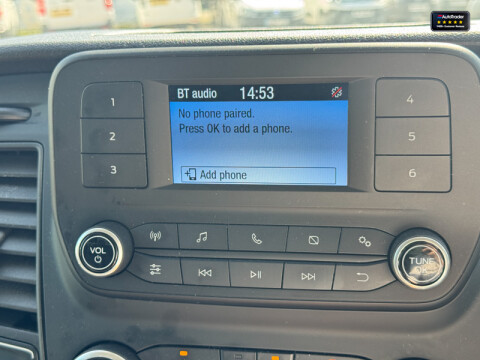 AutoTrader
BT audio 14:53
No phone paired.
Press OK to add a phone.
Add phone
1
2
3
4
5
6
VOL
TUNE
OK